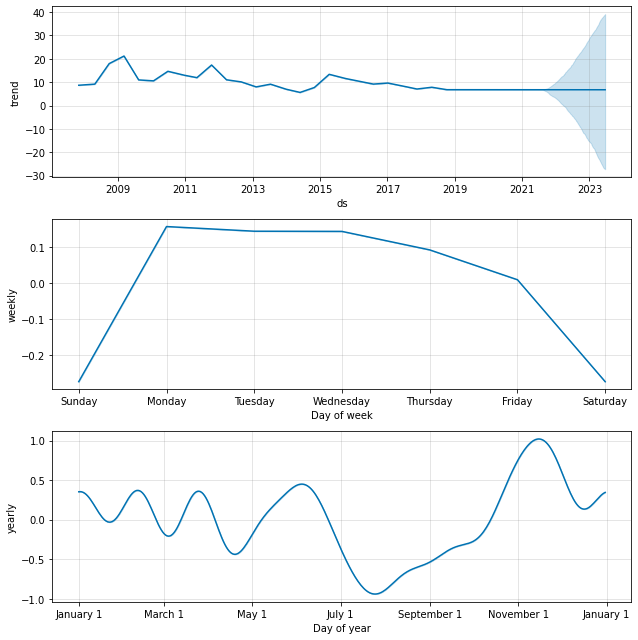 40
30
20
10
0
−10
−20
−30
trend
2009 2011 2013 2015 2017 2019 2021 2023
ds
0.1
0.0
−0.1
−0.2
weekly
Sunday Monday Tuesday Wednesday Thursday Friday Saturday
Day of week
1.0
0.5
0.0
−0.5
−1.0
yearly
January 1 March 1 May 1 July 1 September 1 November 1 January 1
Day of year